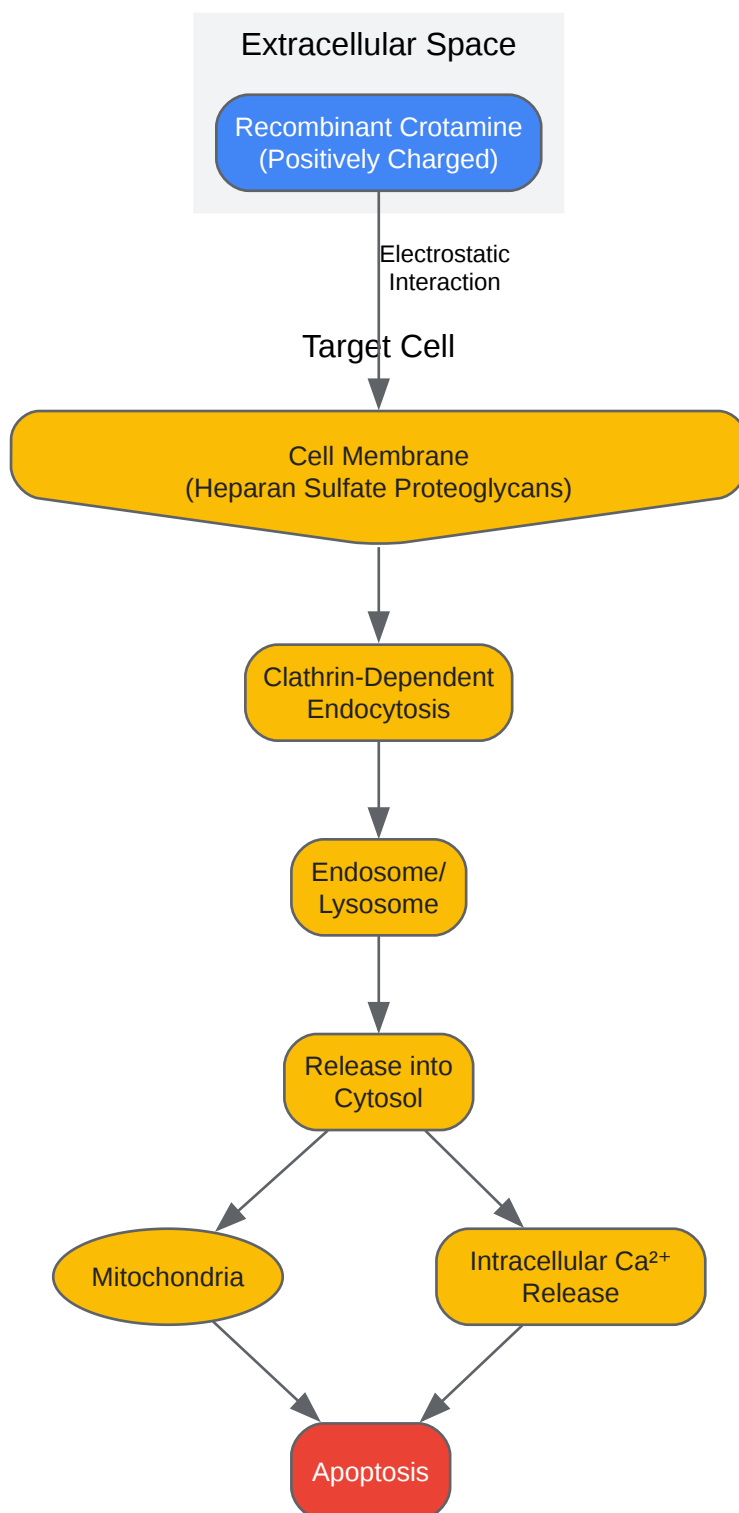 Extracellular Space
Recombinant Crotamine
(Positively Charged)
Electrostatic
Interaction
Target Cell
Cell Membrane
(Heparan Sulfate Proteoglycans)
Clathrin-Dependent
Endocytosis
Endosome/
Lysosome
Release into
Cytosol
Mitochondria
Intracellular Ca²⁺
Release
Apoptosis